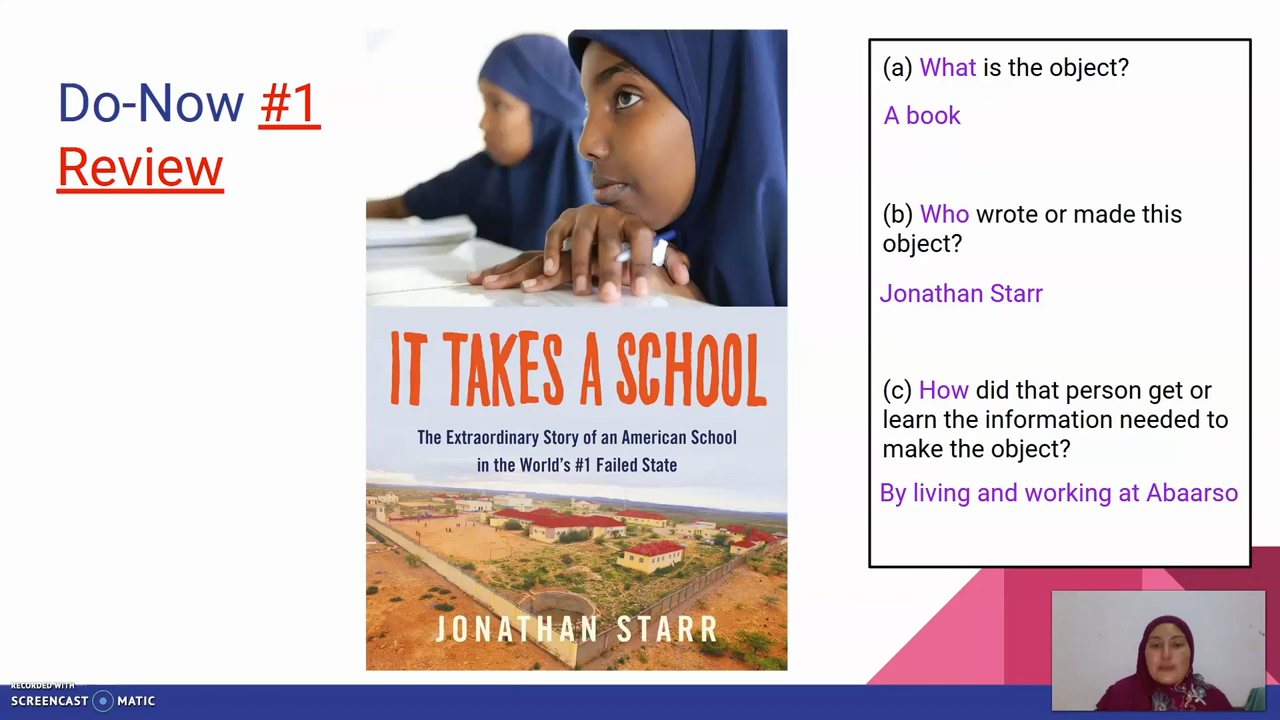 Do-Now #1
Review
IT TAKES A SCHOOL
The Extraordinary Story of an American School
in the World's #1 Failed State
JONATHAN STARR
(a) What is the object?
A book
(b) Who wrote or made this
object?
Jonathan Starr
(c) How did that person get or
learn the information needed to
make the object?
By living and working at Abaarso
RECORDED WITH
SCREENCAST MATIC